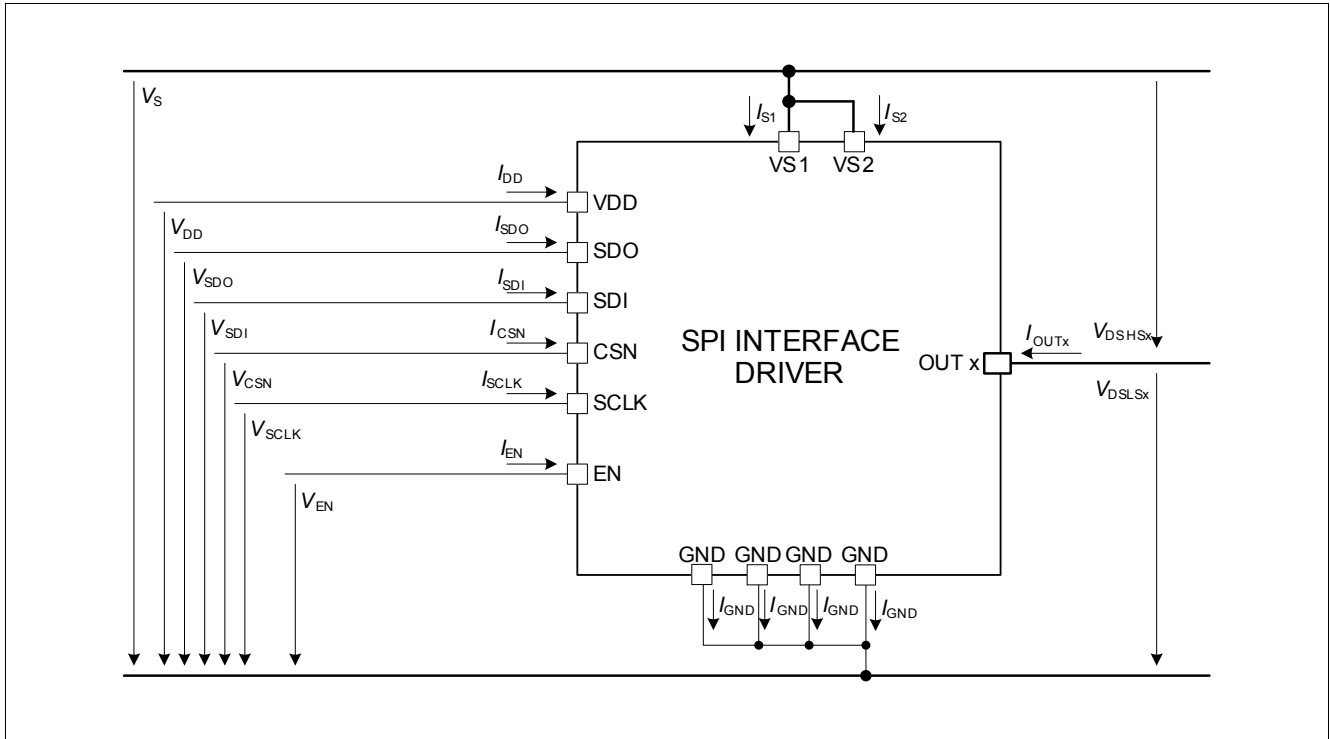 VS
IS1
IS2
VS1
VS2
IDD
VDD
VDD
ISDO
SDO
VSDO
ISDI
SDI
VSDI
ICSN
CSN
VCSN
ISCLK
SCLK
VSCLK
IEN
EN
VEN
SPI INTERFACE
DRIVER
OUT x
IOUTx
VDSHSx
VDSLSx
GND GND GND GND
IGND IGND IGND IGND